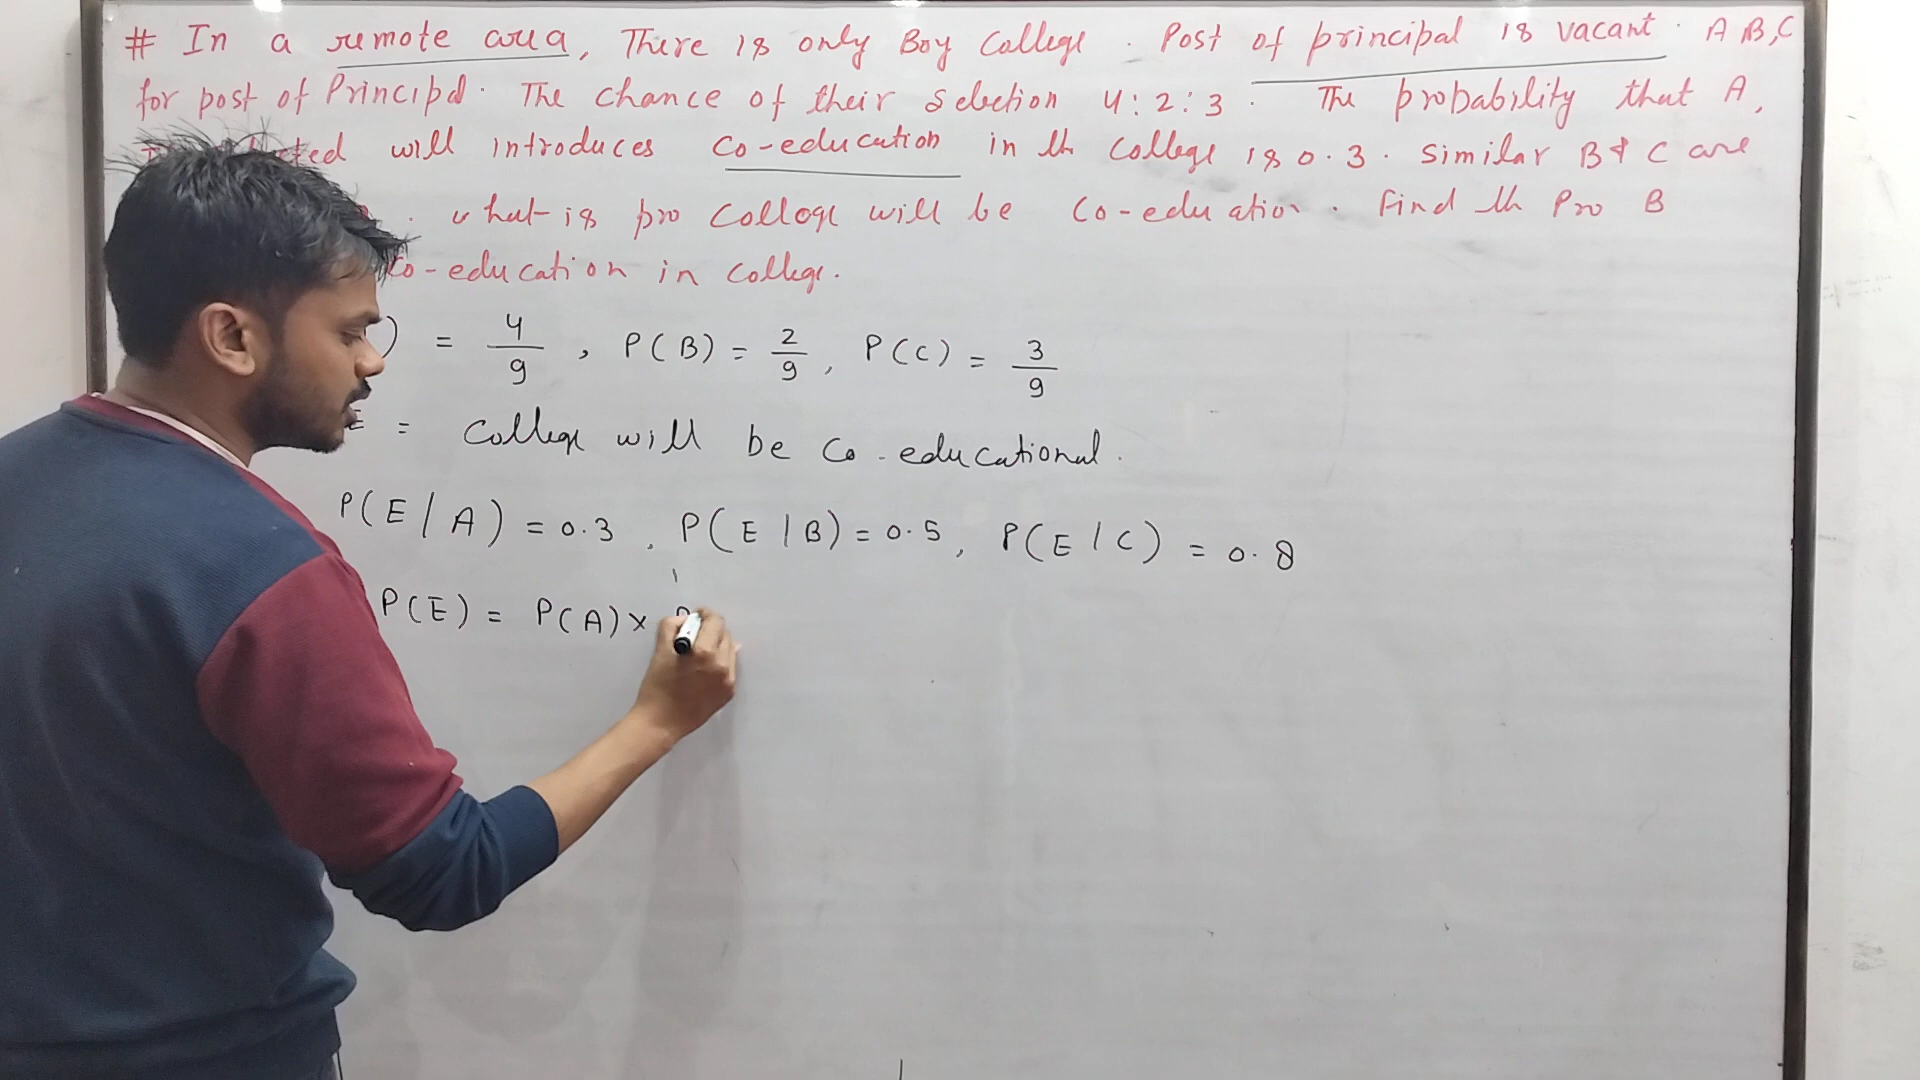 # In a remote area, There is only Boy College. Post of principal is vacant. A B, C
for post of Principal. The chance of their Selection 4:2:3. The probability that A,
will introduces co-education in th college is 0.3. Similar B & C are
. what is pro College will be Co-education. Find th Pro B
Co-education in college.
) = 4/9, P(B) = 2/9, P(C) = 3/9
E = College will be Co-educational.
P(E/A) = 0.3, P(E/B) = 0.5, P(E/C) = 0.8
P(E) = P(A) ×